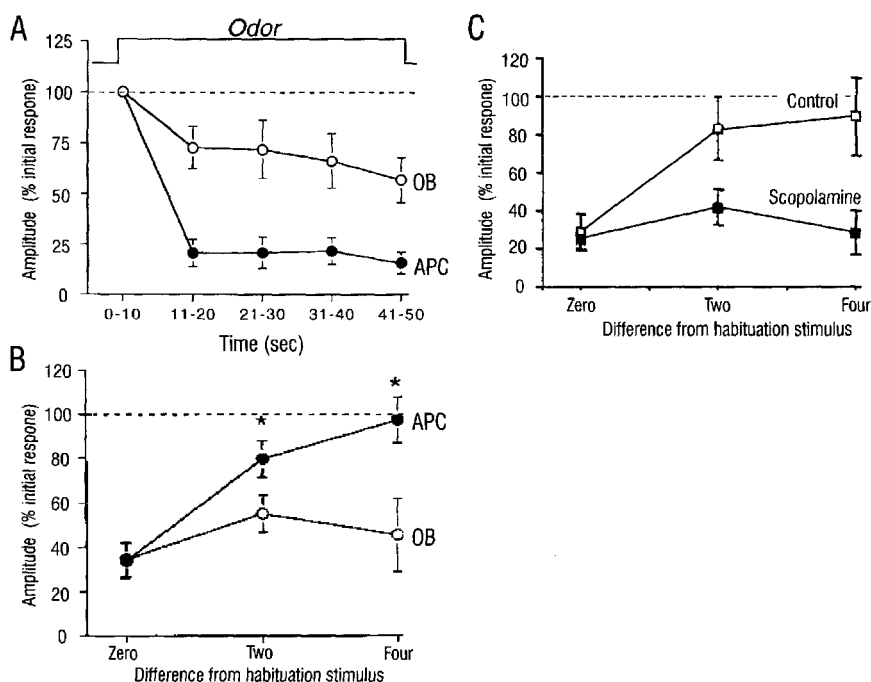 A
Odor
125
100
75
50
25
0
Amplitude (% initial respone)
OB
APC
0-10 11-20 21-30 31-40 41-50
Time (sec)
B
*
*
100
80
60
40
20
0
Amplitude (% initial respone)
APC
OB
Zero Two Four
Difference from habituation stimulus
C
120
100
80
60
40
20
0
Amplitude (% initial respone)
Control
Scopolamine
Zero Two Four
Difference from habituation stimulus